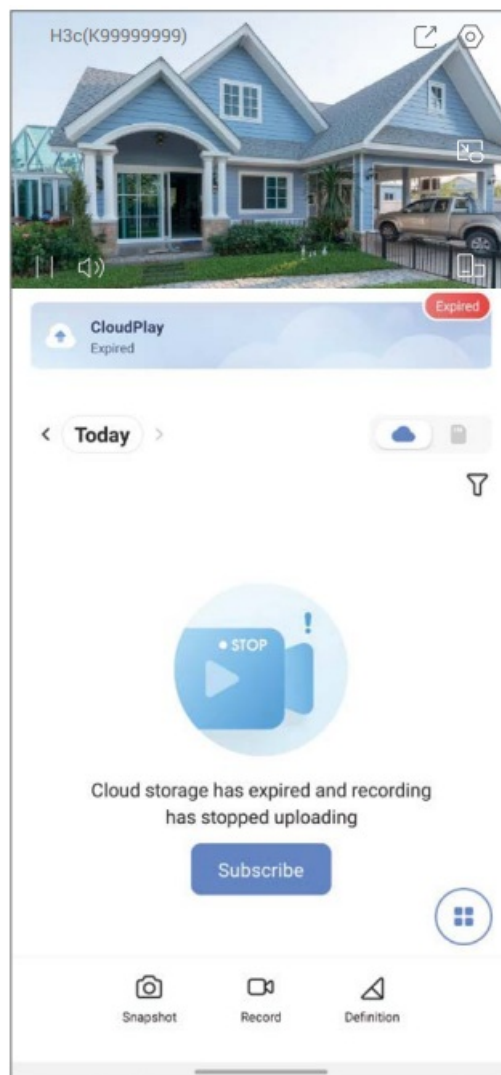 H3c(K99999999)
Expired
CloudPlay
Expired
Today
STOP
!
Cloud storage has expired and recording
has stopped uploading
Subscribe
Snapshot
Record
Definition